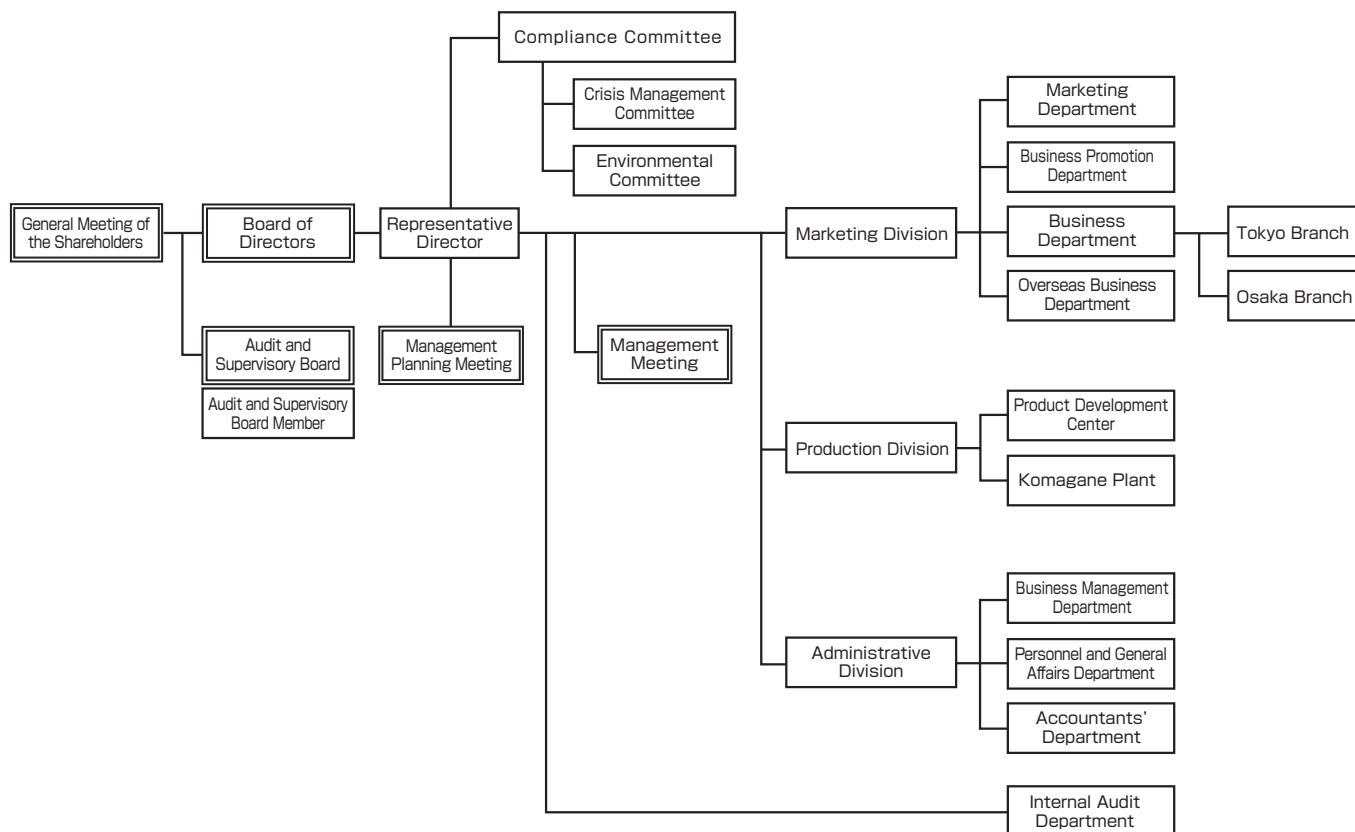 Compliance Committee
Crisis Management
Committee
Environmental
Committee
General Meeting of
the Shareholders
Board of
Directors
Representative
Director
Audit and
Supervisory Board
Audit and Supervisory
Board Member
Management
Planning Meeting
Management
Meeting
Marketing Division
Marketing
Department
Business Promotion
Department
Business
Department
Overseas Business
Department
Tokyo Branch
Osaka Branch
Production Division
Product Development
Center
Komagane Plant
Administrative
Division
Business Management
Department
Personnel and General
Affairs Department
Accountants'
Department
Internal Audit
Department